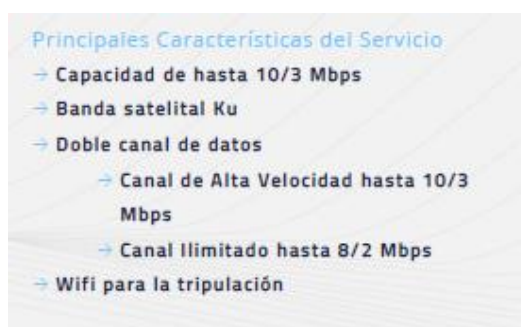 Principales Características del Servicio
→ Capacidad de hasta 10/3 Mbps
→ Banda satelital Ku
→ Doble canal de datos
→ Canal de Alta Velocidad hasta 10/3
Mbps
→ Canal Ilimitado hasta 8/2 Mbps
→ Wifi para la tripulación